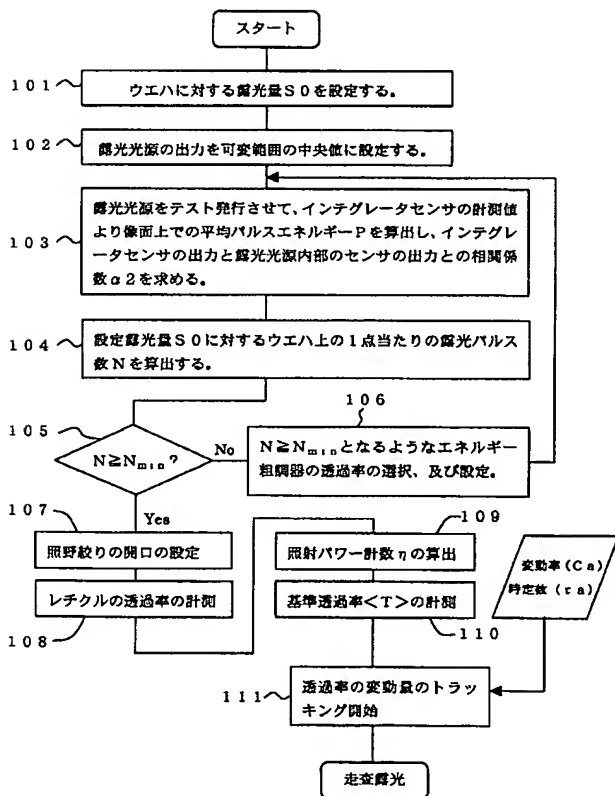 スタート
101
ウエハに対する露光量S0を設定する。
102
露光光源の出力を可変範囲の中央値に設定する。
103
露光光源をテスト発行させて、インテグレータセンサの計測値
より像面上での平均パルスエネルギーPを算出し、インテグ
レータセンサの出力と露光光源内部のセンサの出力との相関係
数α2を求める。
104
設定露光量S0に対するウエハ上の1点当たりの露光パルス
数Nを算出する。
105
N≧Nmin?
No
106
N≧Nminとなるようなエネルギー
粗調器の透過率の選択、及び設定。
Yes
107
照野絞りの開口の設定
108
レチクルの透過率の計測
109
照射パワー計数ηの算出
基準透過率<T>の計測
110
変動率(Ca)
時定数(τa)
111
透過率の変動量のトラッ
キング開始
走査露光